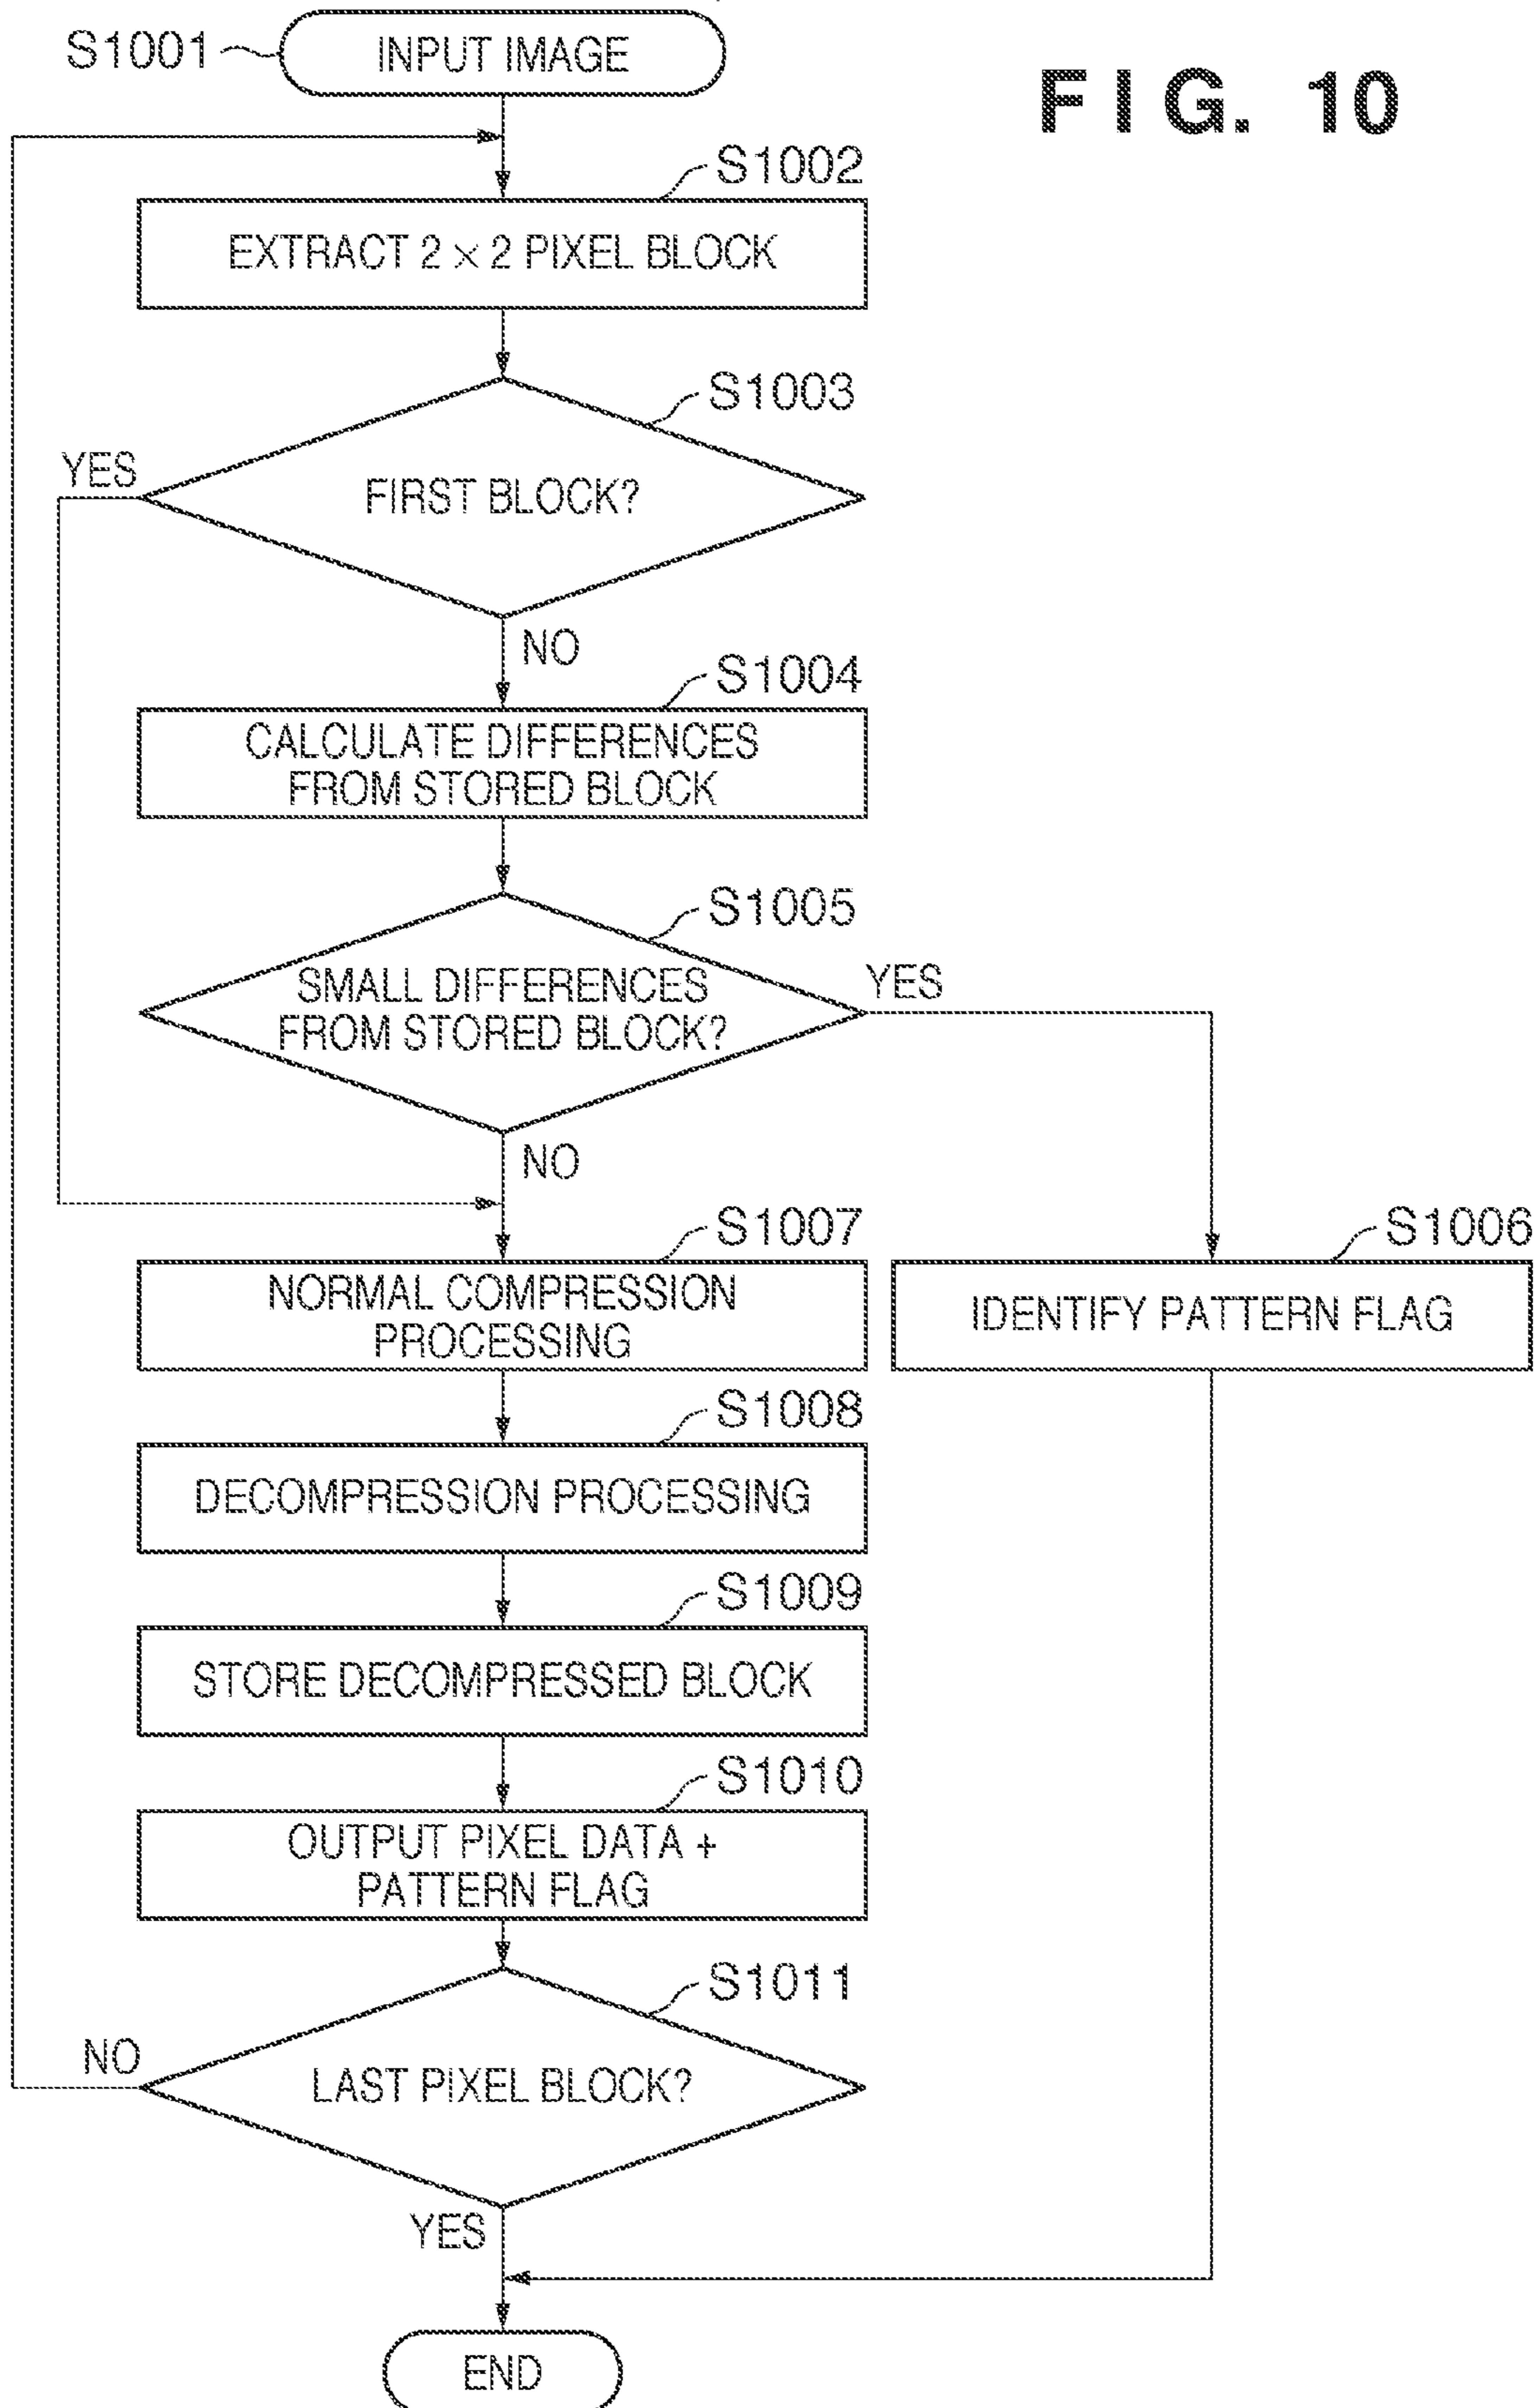 FIG. 10
S1001
INPUT IMAGE
S1002
EXTRACT 2 × 2 PIXEL BLOCK
S1003
YES
FIRST BLOCK?
NO
S1004
CALCULATE DIFFERENCES
FROM STORED BLOCK
S1005
SMALL DIFFERENCES
FROM STORED BLOCK?
YES
NO
S1007
NORMAL COMPRESSION
PROCESSING
S1006
IDENTIFY PATTERN FLAG
S1008
DECOMPRESSION PROCESSING
S1009
STORE DECOMPRESSED BLOCK
S1010
OUTPUT PIXEL DATA +
PATTERN FLAG
S1011
NO
LAST PIXEL BLOCK?
YES
END